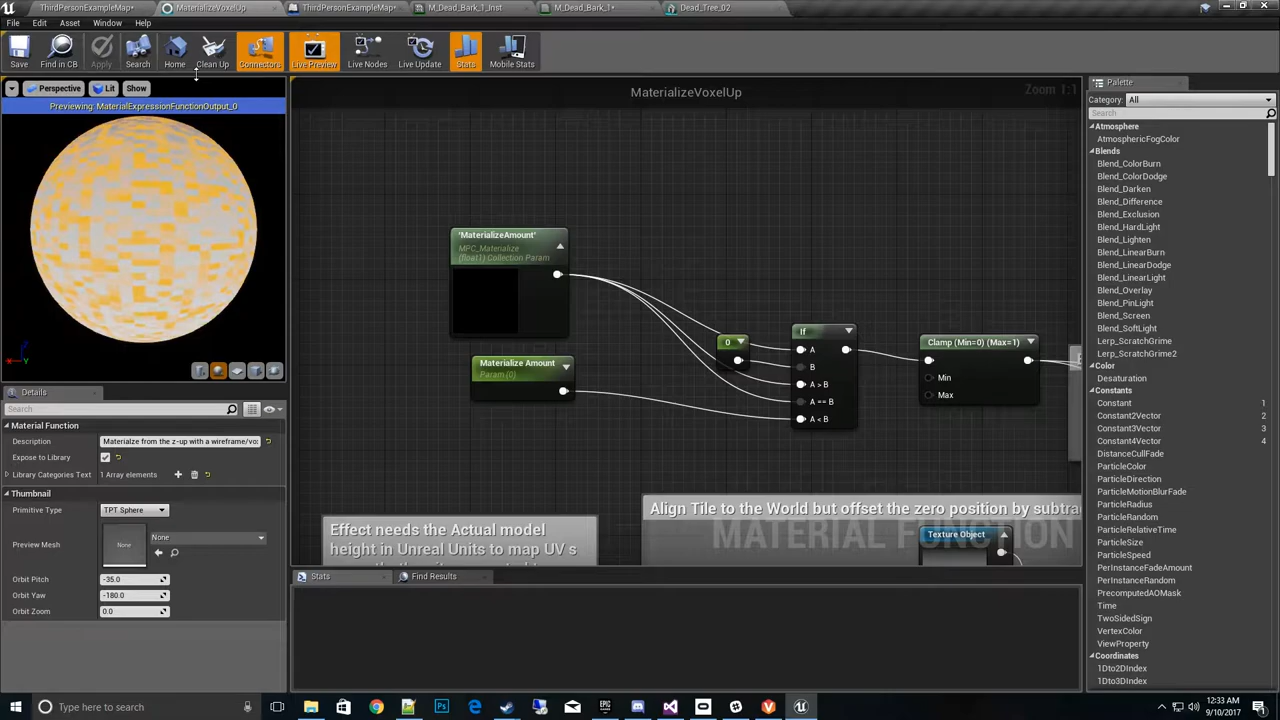 ThirdPersonExampleMap*
MaterializeVoxelUp
ThirdPersonExampleMap*
M_Dead_Bark_1_Inst
M_Dead_Bark_1*
Dead_Tree_02
File
Edit
Asset
Window
Help
Save
Find in CB
Apply
Search
Home
Clean Up
Connectors
Live Preview
Live Nodes
Live Update
Stats
Mobile Stats
Perspective
Lit
Show
Previewing: MaterialExpressionFunctionOutput_0
MaterializeVoxelUp
Zoom 1:1
'MaterializeAmount'
MPC_Materialize
(float1) Collection Param
Materialize Amount
Param (0)
0
If
A
B
A > B
A == B
A < B
Clamp (Min=0) (Max=1)
Min
Max
Effect needs the Actual model
height in Unreal Units to map UV s
Align Tile to the World but offset the zero position by subtra
MATERIAL FUNCTION
Texture Object
Details
Search
Material Function
Description
Materialze from the z-up with a wireframe/vo:
Expose to Library
Library Categories Text
1 Array elements
Thumbnail
Primitive Type
TPT Sphere
Preview Mesh
None
None
Orbit Pitch
-35.0
Orbit Yaw
-180.0
Orbit Zoom
0.0
Stats
Find Results
Palette
Category:
All
Search
Atmosphere
AtmosphericFogColor
Blends
Blend_ColorBurn
Blend_ColorDodge
Blend_Darken
Blend_Difference
Blend_Exclusion
Blend_HardLight
Blend_Lighten
Blend_LinearBurn
Blend_LinearDodge
Blend_LinearLight
Blend_Overlay
Blend_PinLight
Blend_Screen
Blend_SoftLight
Lerp_ScratchGrime
Lerp_ScratchGrime2
Color
Desaturation
Constants
Constant 1
Constant2Vector 2
Constant3Vector 3
Constant4Vector 4
DistanceCullFade
ParticleColor
ParticleDirection
ParticleMotionBlurFade
ParticleRadius
ParticleRandom
ParticleRelativeTime
ParticleSize
ParticleSpeed
PerInstanceFadeAmount
PerInstanceRandom
PrecomputedAOMask
Time
TwoSidedSign
VertexColor
ViewProperty
Coordinates
1Dto2DIndex
1Dto3DIndex
Type here to search
12:33 AM
9/10/2017